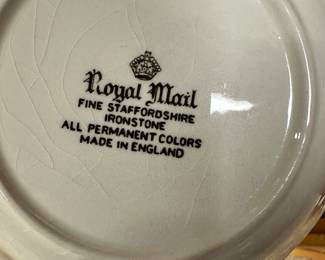 Royal Mail
FINE STAFFORDSHIRE
IRONSTONE
ALL PERMANENT COLORS
MADE IN ENGLAND